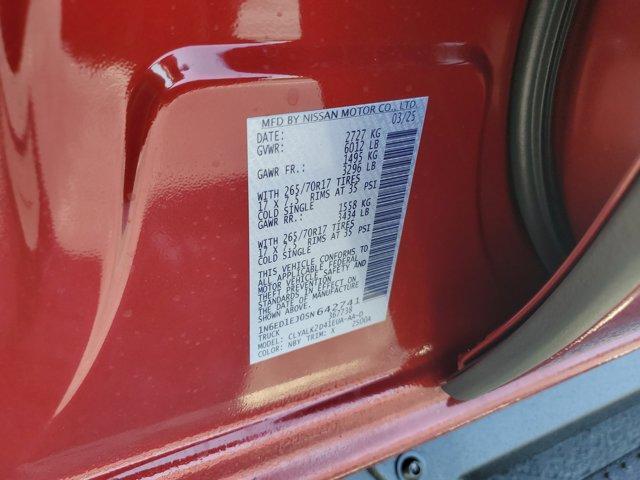 MFD BY NISSAN MOTOR CO., LTD.
DATE: 03/25
GVWR: 2727 KG
6012 LB
GAWR FR.: 1495 KG
3296 LB
WITH 265/70R17 TIRES
17 X 7.5 RIMS AT 35 PSI
COLD SINGLE
GAWR RR.: 1558 KG
3434 LB
WITH 265/70R17 TIRES
17 X 7.5 RIMS AT 35 PSI
COLD SINGLE
THIS VEHICLE CONFORMS TO
ALL APPLICABLE FEDERAL
MOTOR VEHICLE SAFETY AND
THEFT PREVENTION
STANDARDS IN EFFECT ON
THE DATE OF MANUFACTURE
SHOWN ABOVE.
1N6ED1EJ0SN642741
TRUCK 367738
MODEL: CLYALKZD41EUA-AA-D
COLOR: NBY TRIM: X 2500A